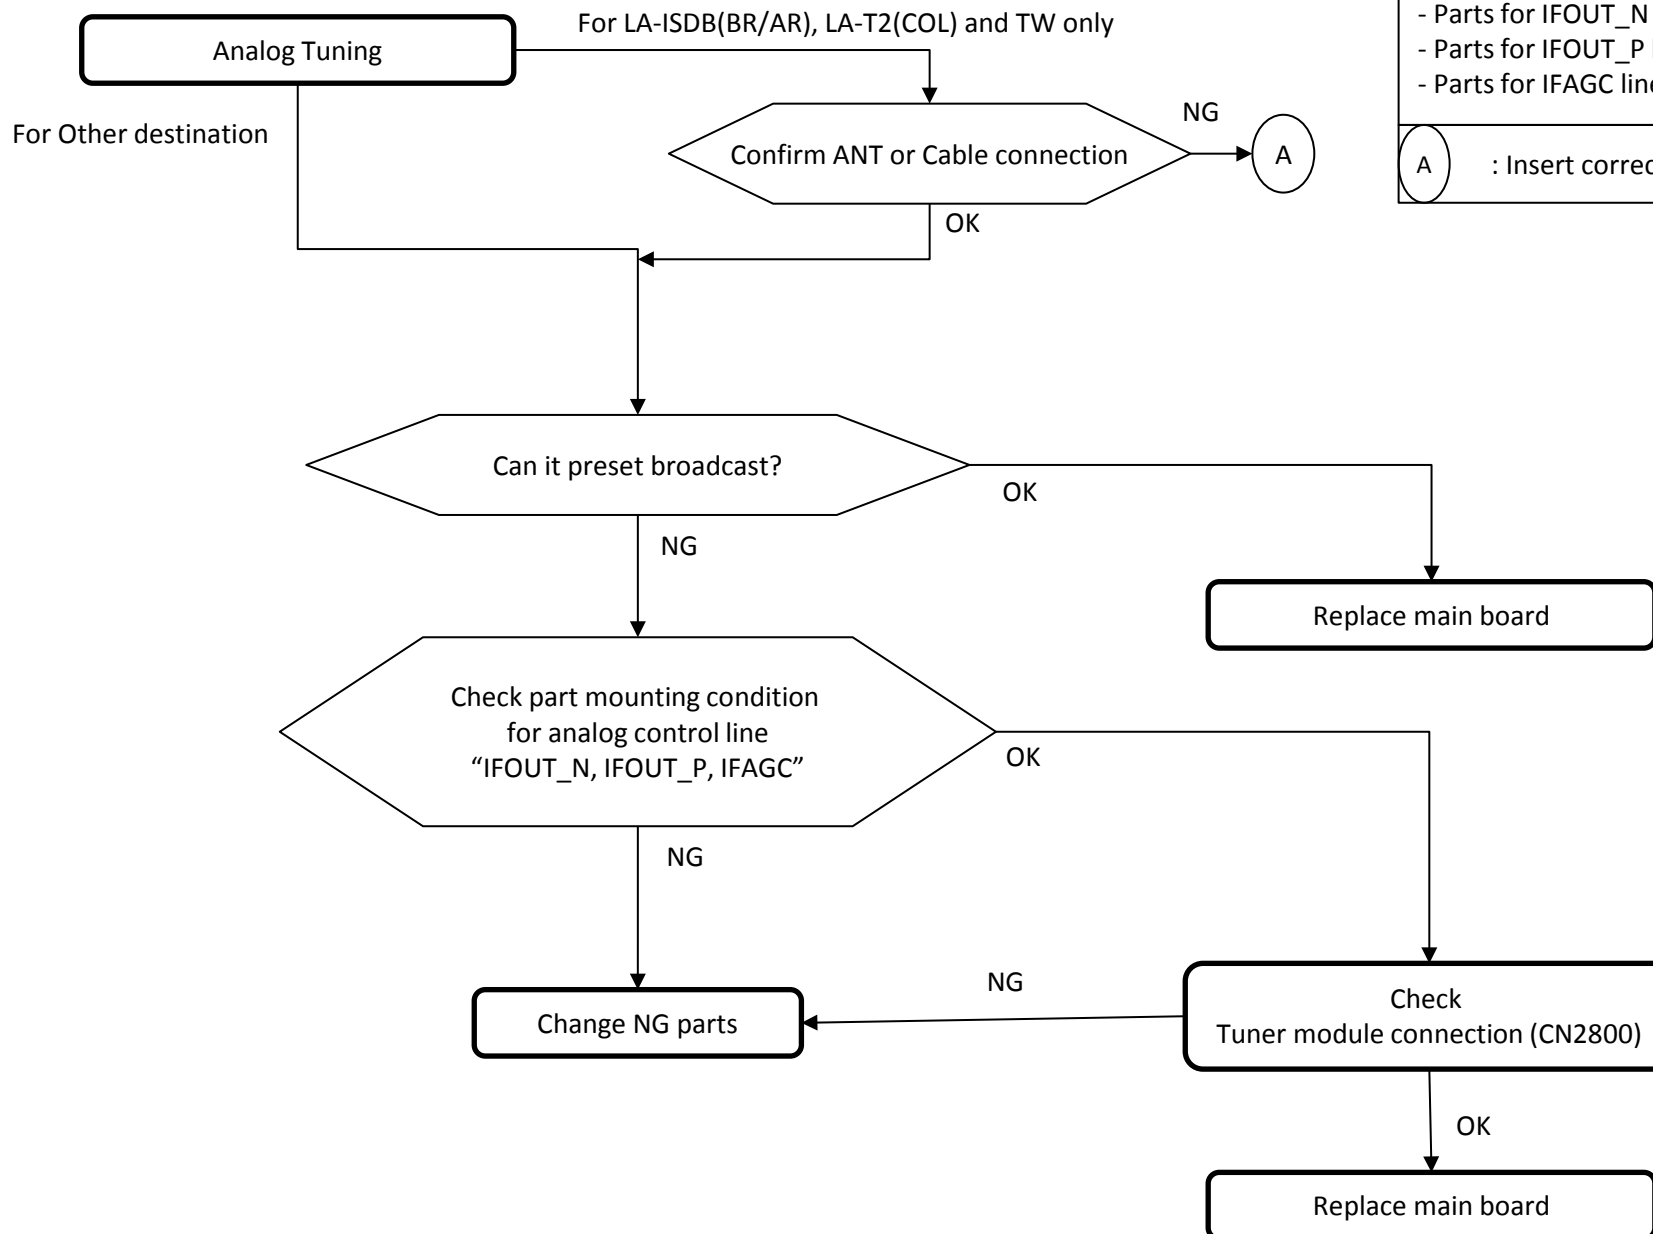 For LA-ISDB(BR/AR), LA-T2(COL) and TW only
- Parts for IFOUT_N
- Parts for IFOUT_P
- Parts for IFAGC
Analog Tuning
For Other destination
NG
Confirm ANT or Cable connection
A
A
: Insert
OK
Can it preset broadcast?
OK
NG
Replace main board
Check part mounting condition
for analog control line
“IFOUT_N, IFOUT_P, IFAGC”
OK
NG
NG
Change NG parts
Check
Tuner module connection (CN2800)
OK
Replace main board